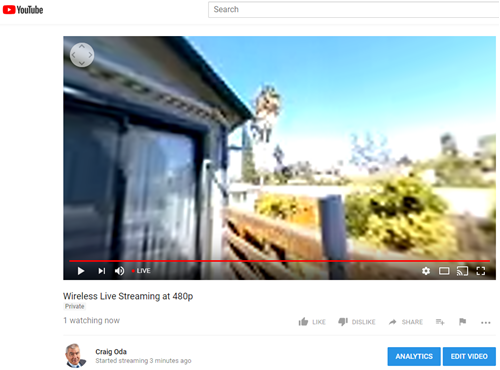 YouTube
Search
LIVE
Wireless Live Streaming at 480p
Private
1 watching now
LIKE
DISLIKE
SHARE
Craig Oda
Started streaming 3 minutes ago
ANALYTICS
EDIT VIDEO